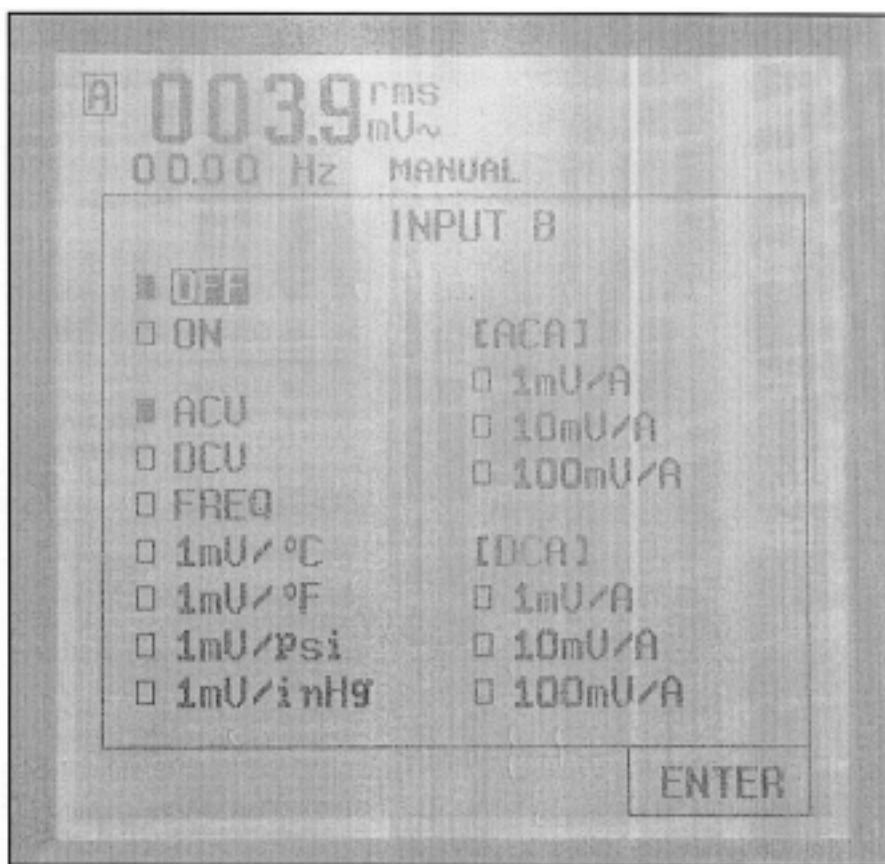 A 003.9 rms
mV~
00.00 Hz MANUAL
INPUT B
OFF
ON
ACV
DCV
FREQ
1mV/°C
1mV/°F
1mV/Psi
1mV/inHg
[ACA]
1mV/A
10mV/A
100mV/A
[DCA]
1mV/A
10mV/A
100mV/A
ENTER